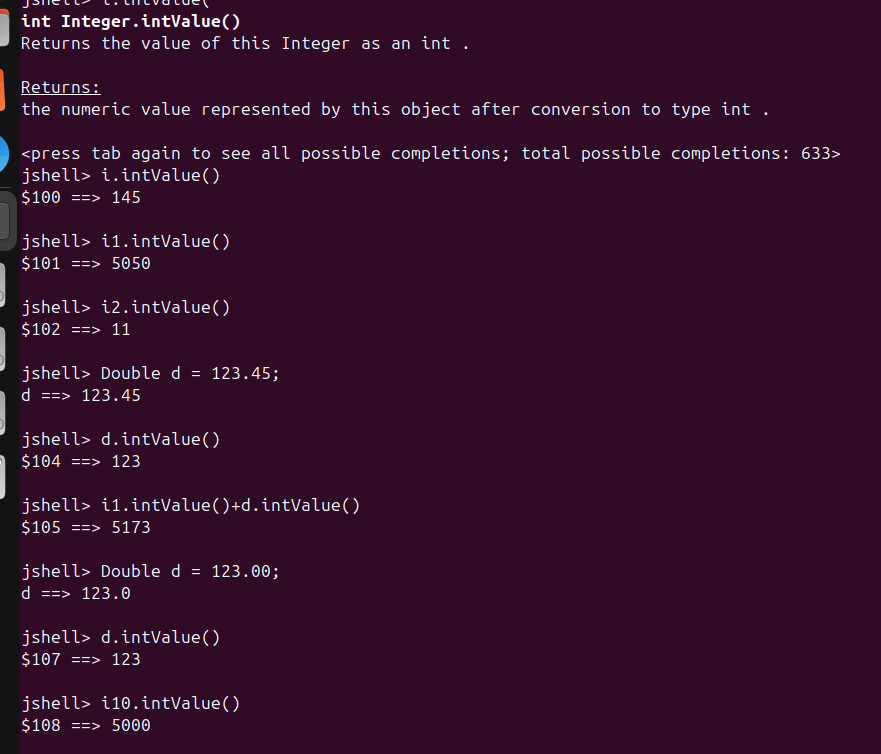 jshell> i.intValue(
int Integer.intValue()
Returns the value of this Integer as an int .
Returns:
the numeric value represented by this object after conversion to type int .
<press tab again to see all possible completions; total possible completions: 633>
jshell> i.intValue()
$100 ==> 145
jshell> i1.intValue()
$101 ==> 5050
jshell> i2.intValue()
$102 ==> 11
jshell> Double d = 123.45;
d ==> 123.45
jshell> d.intValue()
$104 ==> 123
jshell> i1.intValue()+d.intValue()
$105 ==> 5173
jshell> Double d = 123.00;
d ==> 123.0
jshell> d.intValue()
$107 ==> 123
jshell> i10.intValue()
$108 ==> 5000